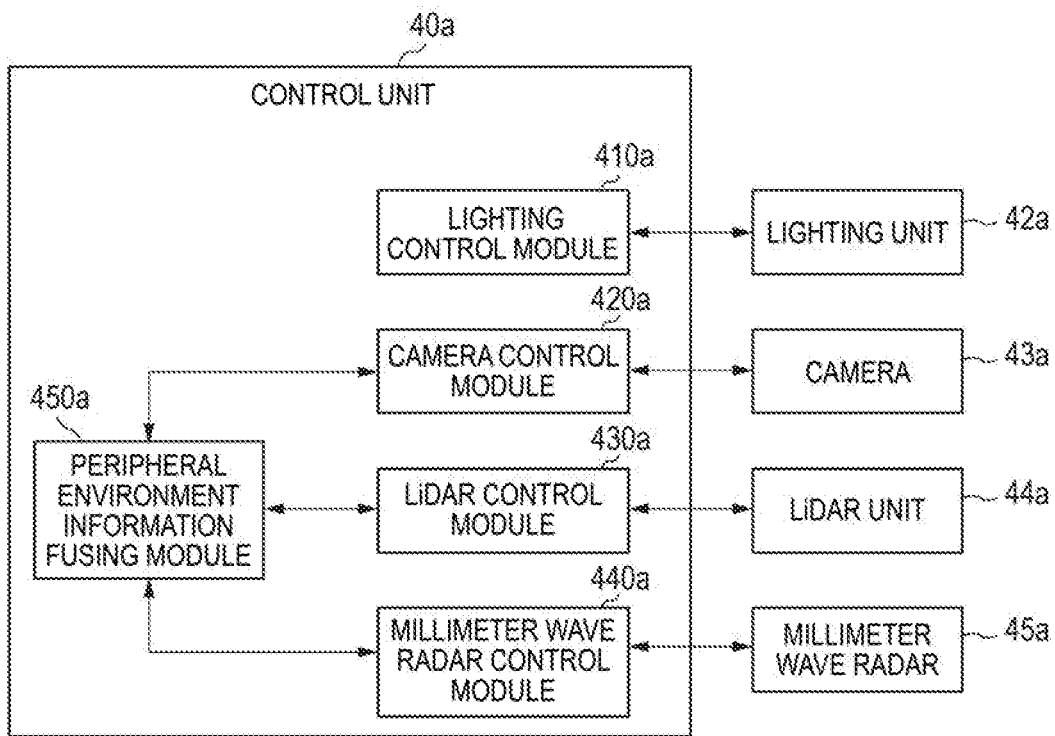 40a
CONTROL UNIT
410a
LIGHTING
CONTROL MODULE
LIGHTING UNIT
42a
420a
CAMERA CONTROL
MODULE
CAMERA
43a
450a
PERIPHERAL
ENVIRONMENT
INFORMATION
FUSING MODULE
430a
LiDAR CONTROL
MODULE
LiDAR UNIT
44a
440a
MILLIMETER WAVE
RADAR CONTROL
MODULE
MILLIMETER
WAVE RADAR
45a